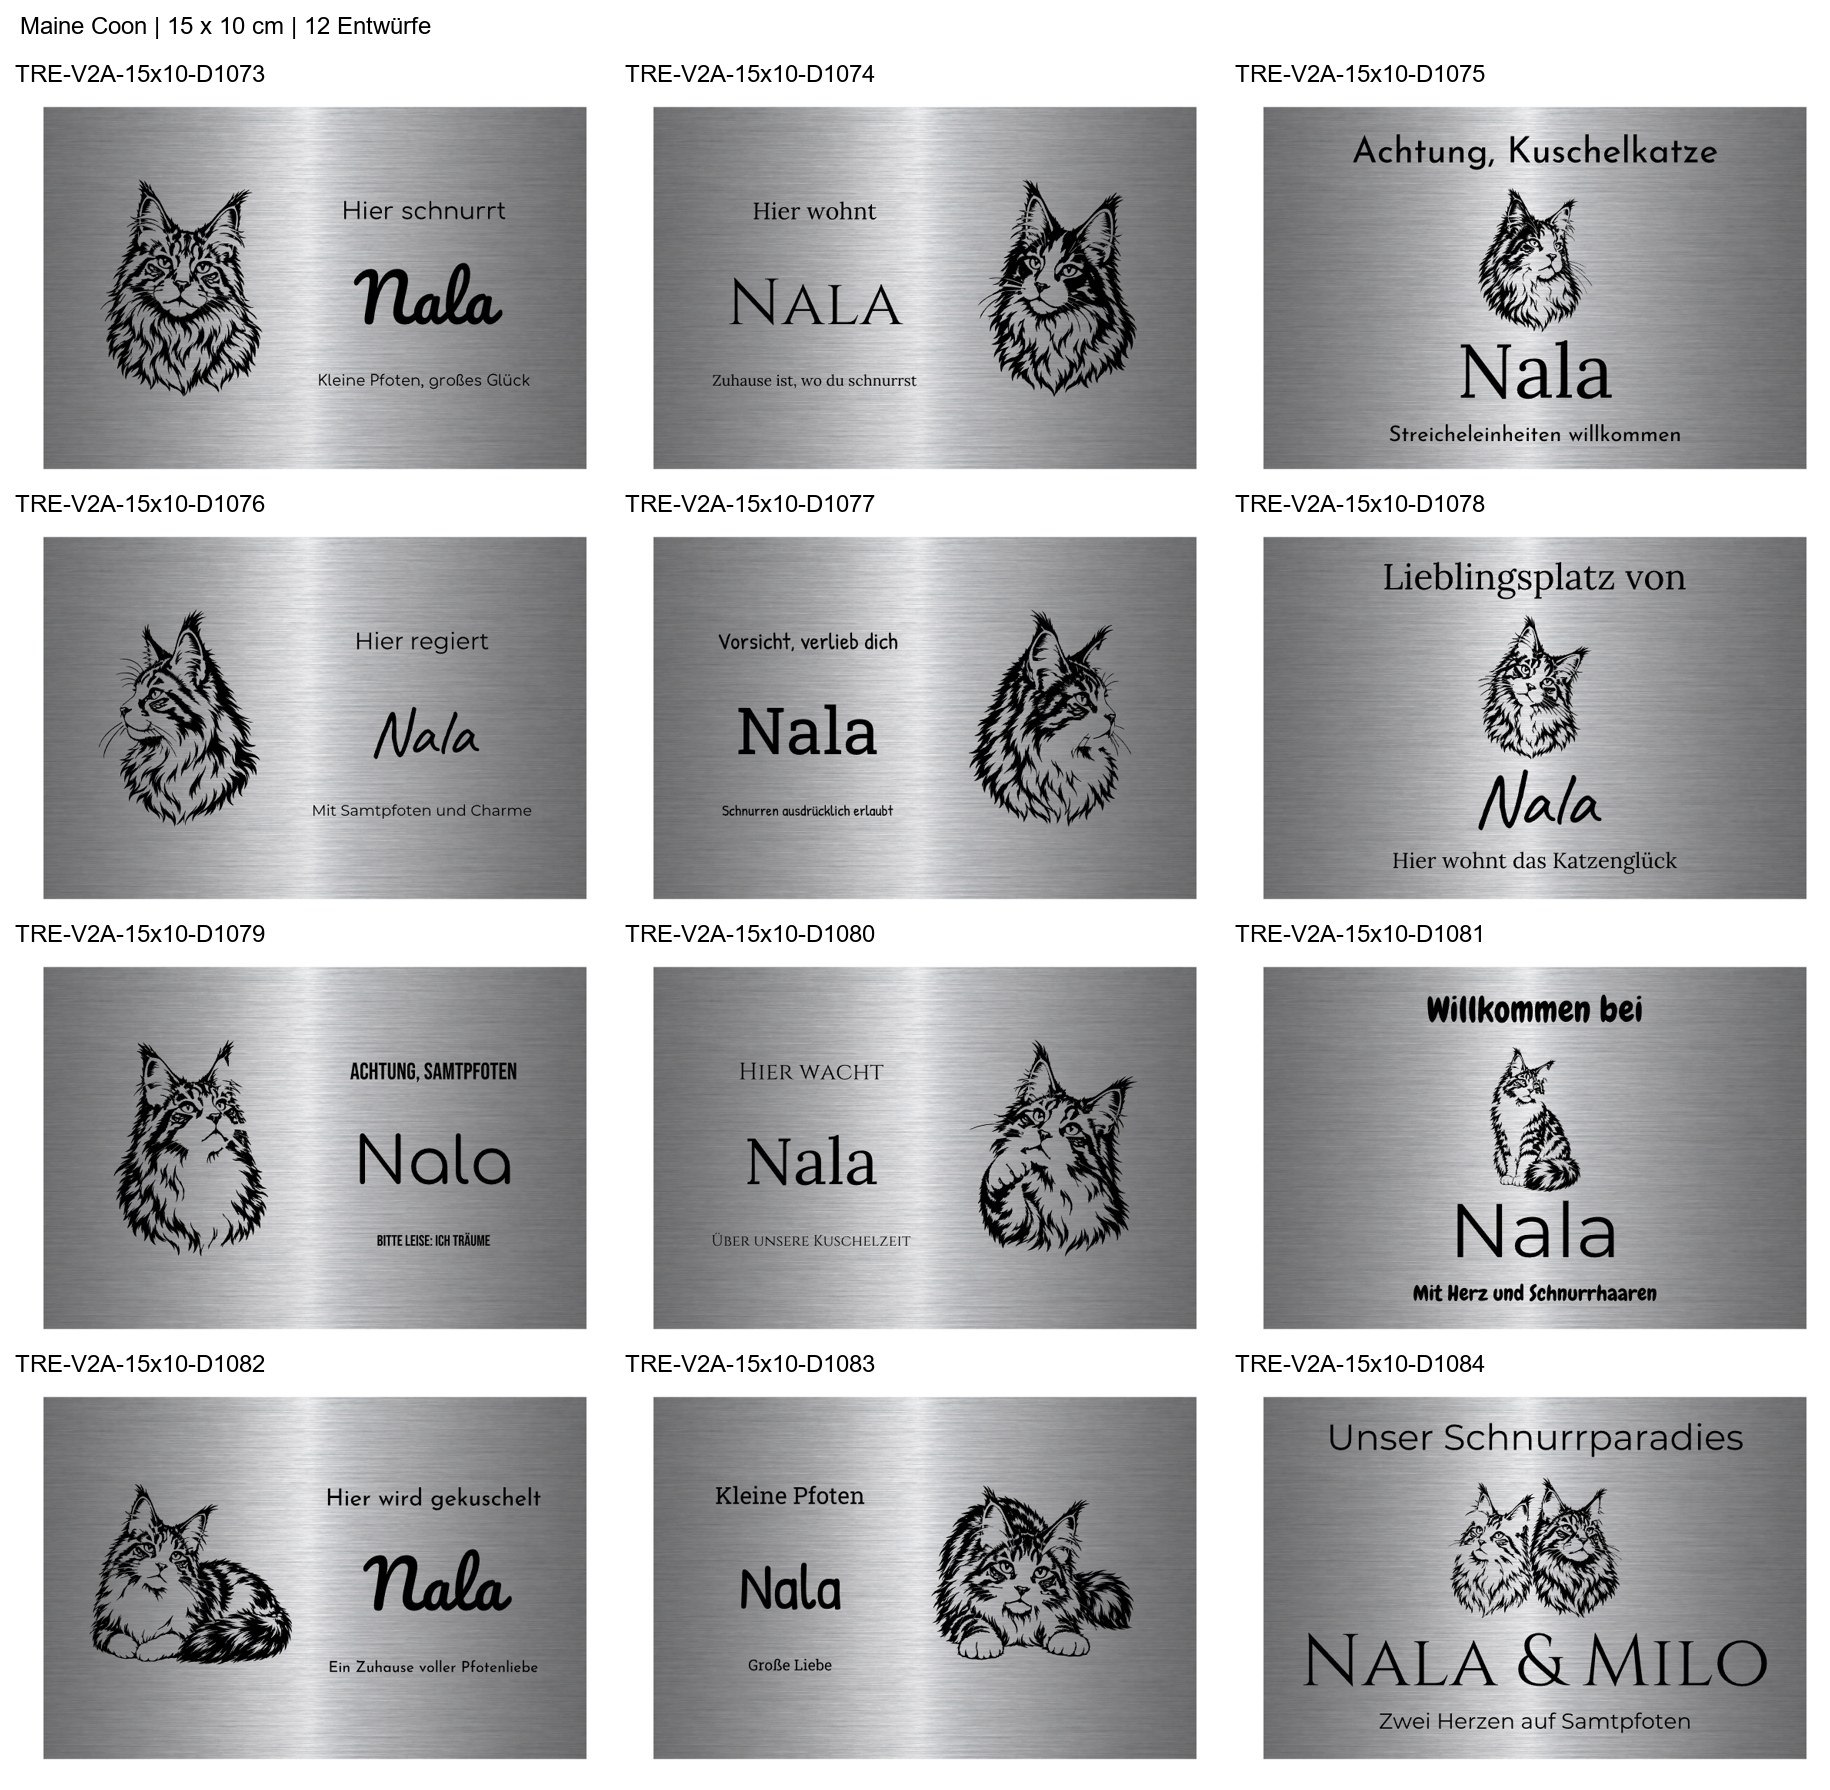 Maine Coon | 15 x 10 cm | 12 Entwürfe
TRE-V2A-15x10-D1073
Hier schnurrt
Nala
Kleine Pfoten, großes Glück
TRE-V2A-15x10-D1074
Hier wohnt
Nala
Zuhause ist, wo du schnurrst
TRE-V2A-15x10-D1075
Achtung, Kuschelkatze
Nala
Streicheleinheiten willkommen
TRE-V2A-15x10-D1076
Hier regiert
Nala
Mit Samtpfoten und Charme
TRE-V2A-15x10-D1077
Vorsicht, verlieb dich
Nala
Schnurren ausdrücklich erlaubt
TRE-V2A-15x10-D1078
Lieblingsplatz von
Nala
Hier wohnt das Katzenglück
TRE-V2A-15x10-D1079
ACHTUNG, SAMTPFOTEN
Nala
BITTE LEISE: ICH TRÄUME
TRE-V2A-15x10-D1080
Hier wacht
Nala
Über unsere Kuschelzeit
TRE-V2A-15x10-D1081
Willkommen bei
Nala
Mit Herz und Schnurrhaaren
TRE-V2A-15x10-D1082
Hier wird gekuschelt
Nala
Ein Zuhause voller Pfotenliebe
TRE-V2A-15x10-D1083
Kleine Pfoten
Nala
Große Liebe
TRE-V2A-15x10-D1084
Unser Schnurrparadies
Nala & Milo
Zwei Herzen auf Samtpfoten